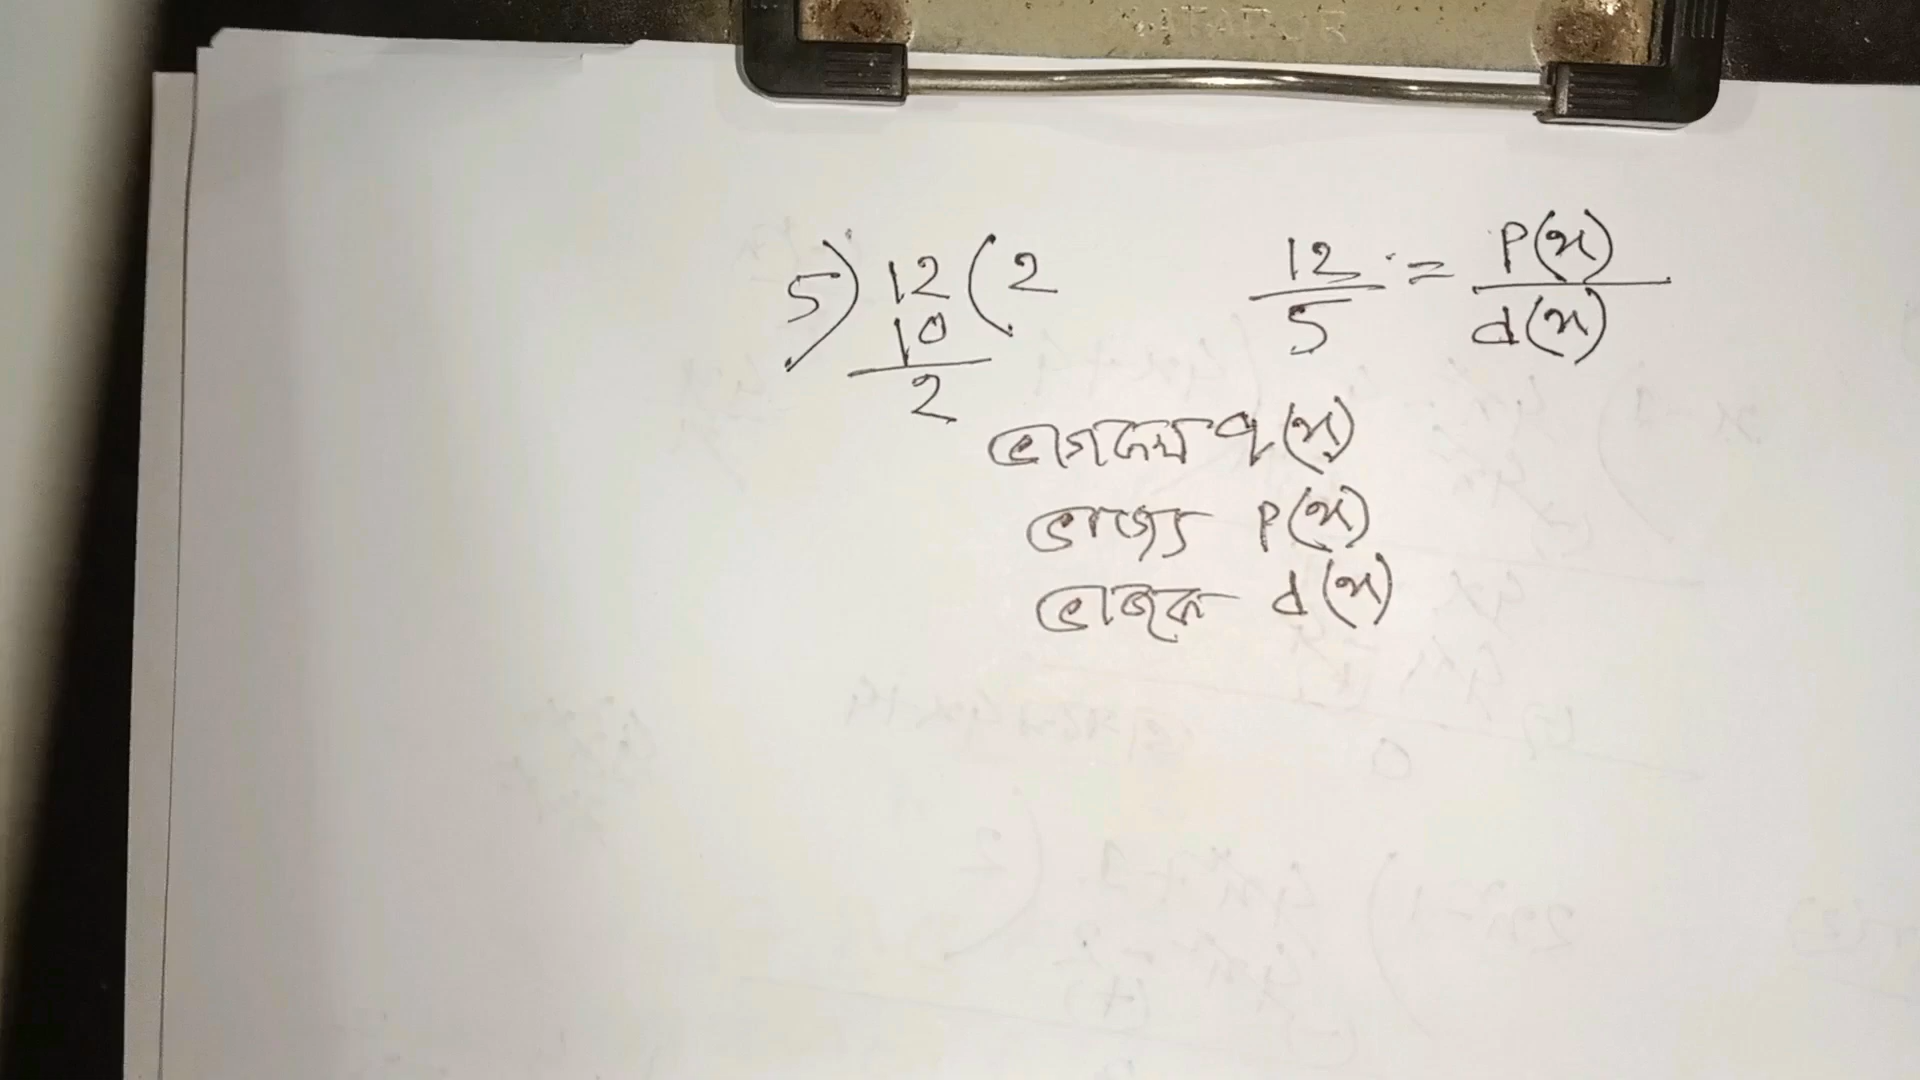 5) 12 ( 2
10
2
12/5 = P(x)/d(x)
ভাগফল q(x)
ভাজ্য P(x)
ভাজক d(x)